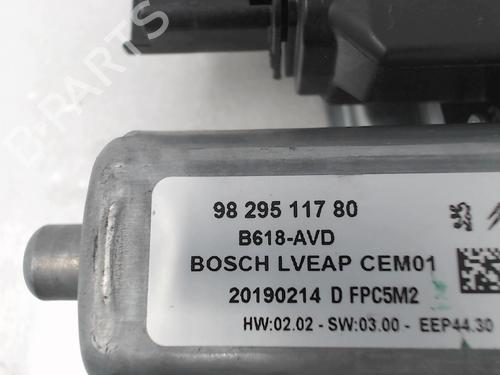 B-PARTS
98 295 117 80
B618-AVD
BOSCH LVEAP CEM01
20190214 D FPC5M2
HW:02.02 - SW:03.00 - EEP44.30